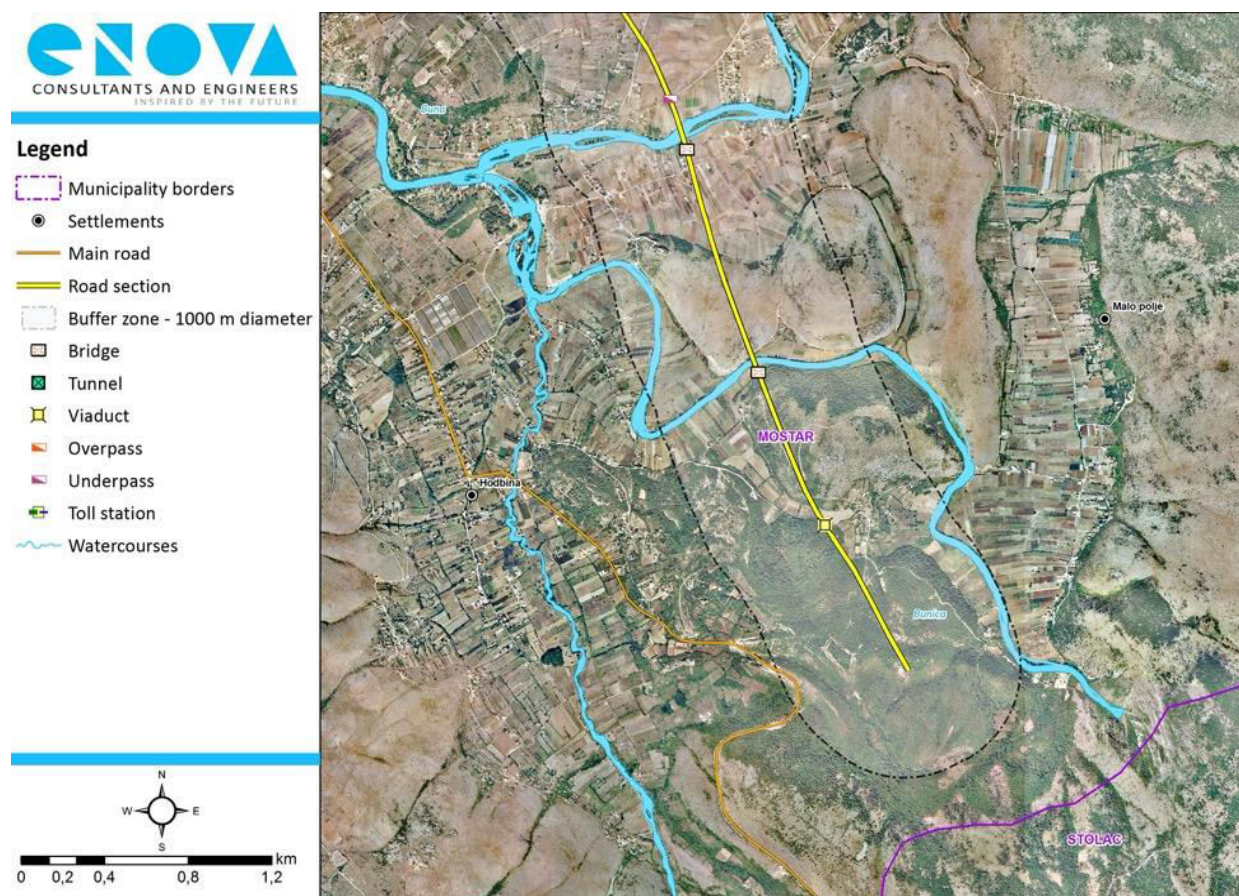 eNOVA
CONSULTANTS AND ENGINEERS
INSPIRED BY THE FUTURE
Legend
Municipality borders
Settlements
Main road
Road section
Buffer zone - 1000 m diameter
Bridge
Tunnel
Viaduct
Overpass
Underpass
Toll station
Watercourses
N
W E
S
km
0 0,2 0,4 0,8 1,2
Buna
Malo polje
MOSTAR
Hodbina
Bunica
STOLAC